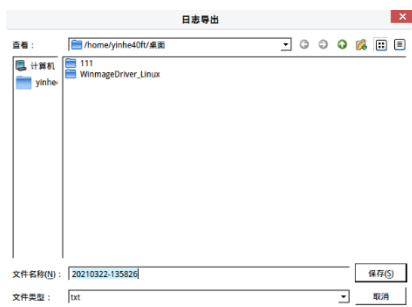 日志导出
查看：
/home/yinhe40ft/桌面
计算机
yinhe
111
WinmageDriver_Linux
文件名称(N)：
20210322-135826
保存(S)
文件类型：
txt
取消